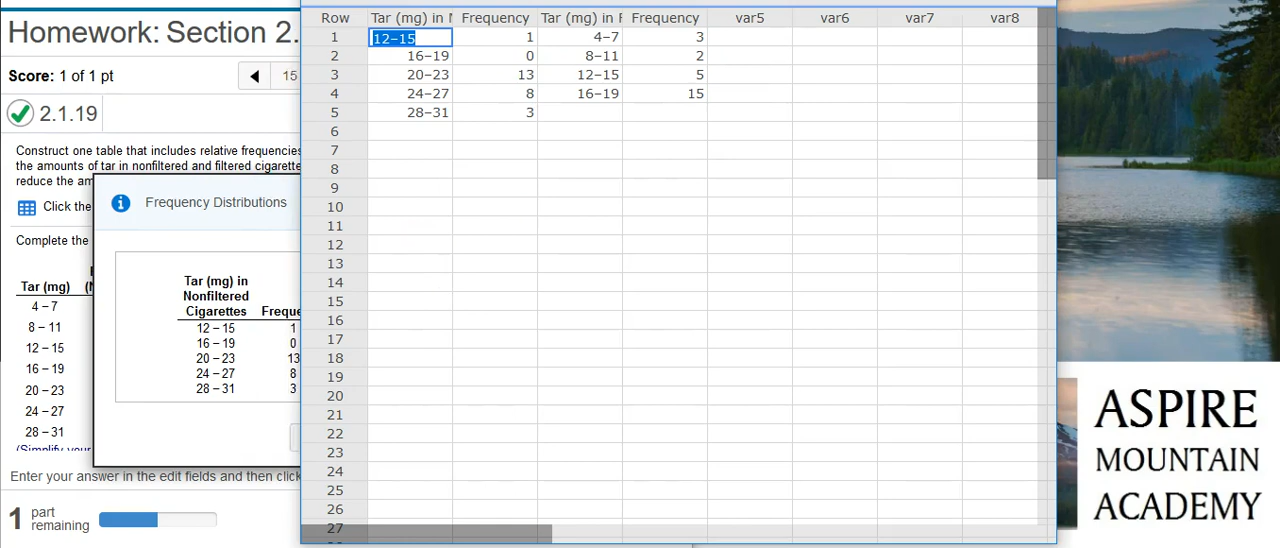 Homework: Section 2.
Score: 1 of 1 pt
15
2.1.19
Construct one table that includes relative frequencies
the amounts of tar in nonfiltered and filtered cigarette
reduce the am
Click the
Complete the
Tar (mg)
4 – 7
8 – 11
12 – 15
16 – 19
20 – 23
24 – 27
28 – 31
(Simplify your
Frequency Distributions
Tar (mg) in
Nonfiltered
Cigarettes Freque
12 – 15 1
16 – 19 0
20 – 23 13
24 – 27 8
28 – 31 3
Enter your answer in the edit fields and then click
1 part
remaining
Row Tar (mg) in N Frequency Tar (mg) in F Frequency var5 var6 var7 var8
1 12–15 1 4–7 3
2 16–19 0 8–11 2
3 20–23 13 12–15 5
4 24–27 8 16–19 15
5 28–31 3
6
7
8
9
10
11
12
13
14
15
16
17
18
19
20
21
22
23
24
25
26
27
ASPIRE
MOUNTAIN
ACADEMY